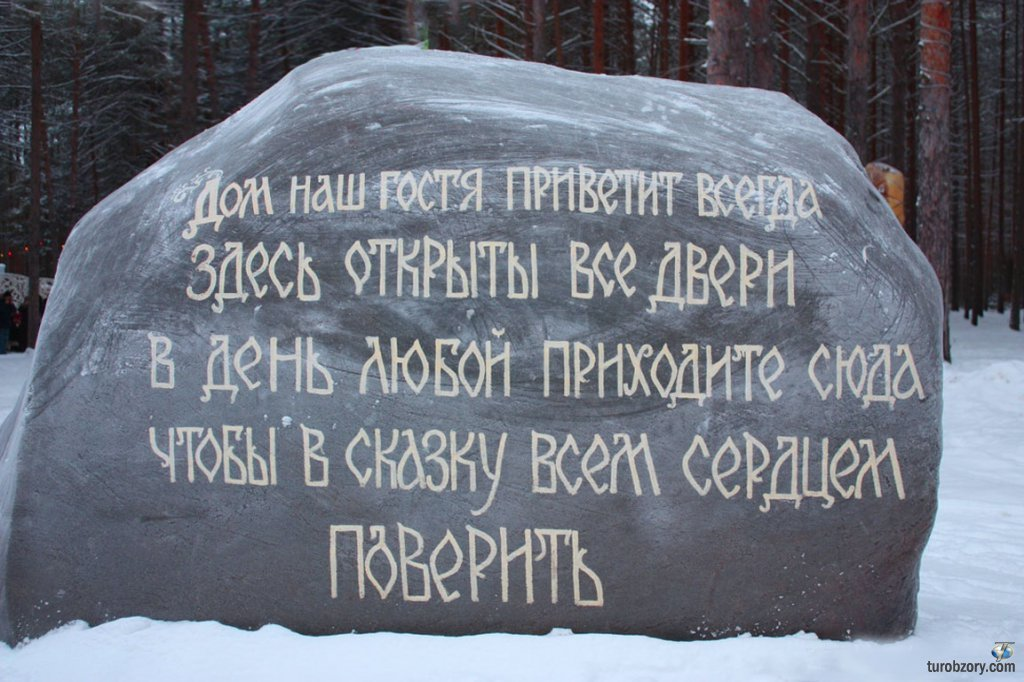 Дом наш гостя приветит всегда
Здесь открыты все двери
В день любой приходите сюда
Чтобы в сказку всем сердцем
Поверить
turobzory.com